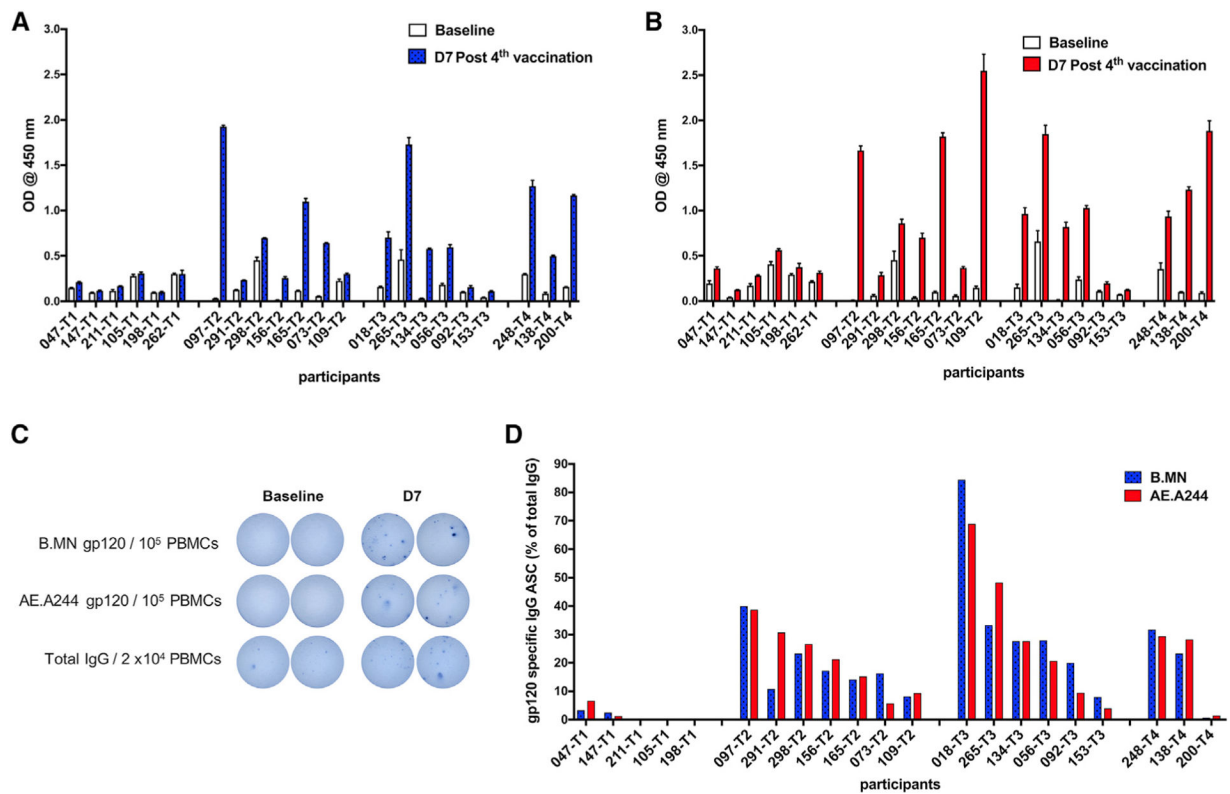 A
3.0
2.5
2.0
1.5
1.0
0.5
0.0
OD @ 450 nm
Baseline
D7 Post 4th vaccination
047-T1
147-T1
211-T1
105-T1
198-T1
262-T1
097-T2
291-T2
298-T2
156-T2
165-T2
073-T2
109-T2
018-T3
265-T3
134-T3
056-T3
092-T3
153-T3
248-T4
138-T4
200-T4
participants
B
3.0
2.5
2.0
1.5
1.0
0.5
0.0
OD @ 450 nm
Baseline
D7 Post 4th vaccination
047-T1
147-T1
211-T1
105-T1
198-T1
262-T1
097-T2
291-T2
298-T2
156-T2
165-T2
073-T2
109-T2
018-T3
265-T3
134-T3
056-T3
092-T3
153-T3
248-T4
138-T4
200-T4
participants
C
Baseline D7
B.MN gp120 / 10⁵ PBMCs
AE.A244 gp120 / 10⁵ PBMCs
Total IgG / 2 x10⁴ PBMCs
D
90
80
70
60
50
40
30
20
10
0
gp120 specific IgG ASC (% of total IgG)
B.MN
AE.A244
047-T1
147-T1
211-T1
105-T1
198-T1
097-T2
291-T2
298-T2
156-T2
165-T2
073-T2
109-T2
018-T3
265-T3
134-T3
056-T3
092-T3
153-T3
248-T4
138-T4
200-T4
participants